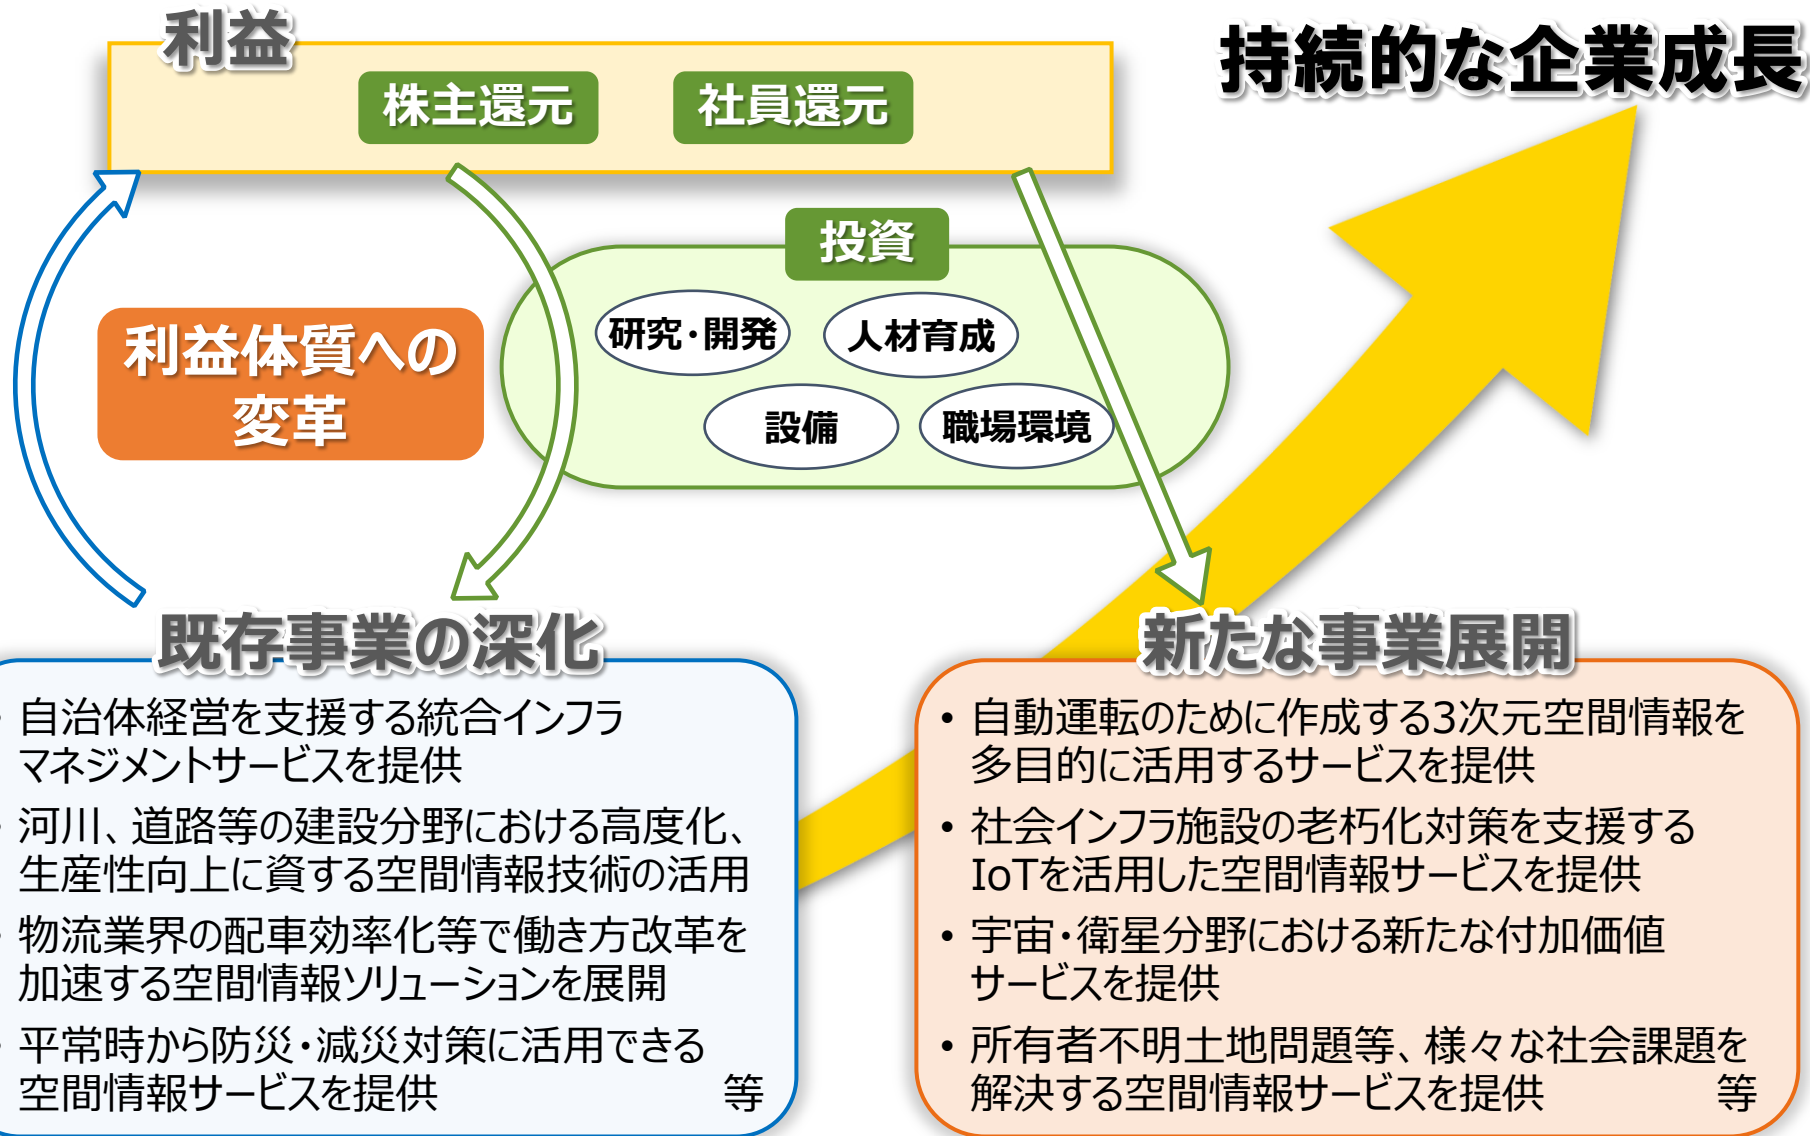 利益
持続的な企業成長
株主還元
社員還元
投資
研究・開発
人材育成
設備
職場環境
利益体質への
変革
既存事業の深化
・自治体経営を支援する統合インフラ
マネジメントサービスを提供
・河川、道路等の建設分野における高度化、
生産性向上に資する空間情報技術の活用
・物流業界の配車効率化等で働き方改革を
加速する空間情報ソリューションを展開
・平常時から防災・減災対策に活用できる
空間情報サービスを提供 等
新たな事業展開
• 自動運転のために作成する3次元空間情報を
多目的に活用するサービスを提供
• 社会インフラ施設の老朽化対策を支援する
IoTを活用した空間情報サービスを提供
• 宇宙・衛星分野における新たな付加価値
サービスを提供
• 所有者不明土地問題等、様々な社会課題を
解決する空間情報サービスを提供 等